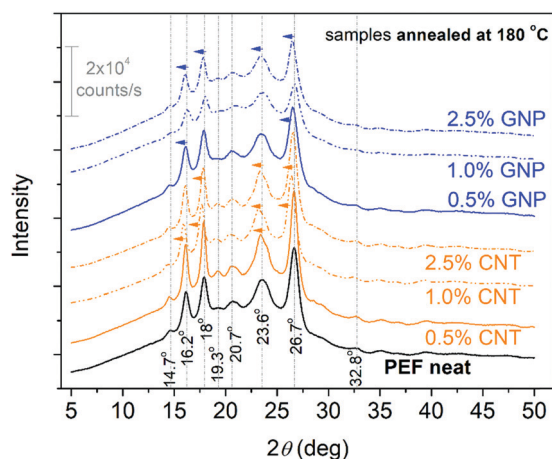 samples annealed at 180 °C
2x10⁴
counts/s
2.5% GNP
1.0% GNP
0.5% GNP
2.5% CNT
1.0% CNT
0.5% CNT
PEF neat
14.7°
16.2°
18°
19.3°
20.7°
23.6°
26.7°
32.8°
Intensity
5 10 15 20 25 30 35 40 45 50
2θ (deg)